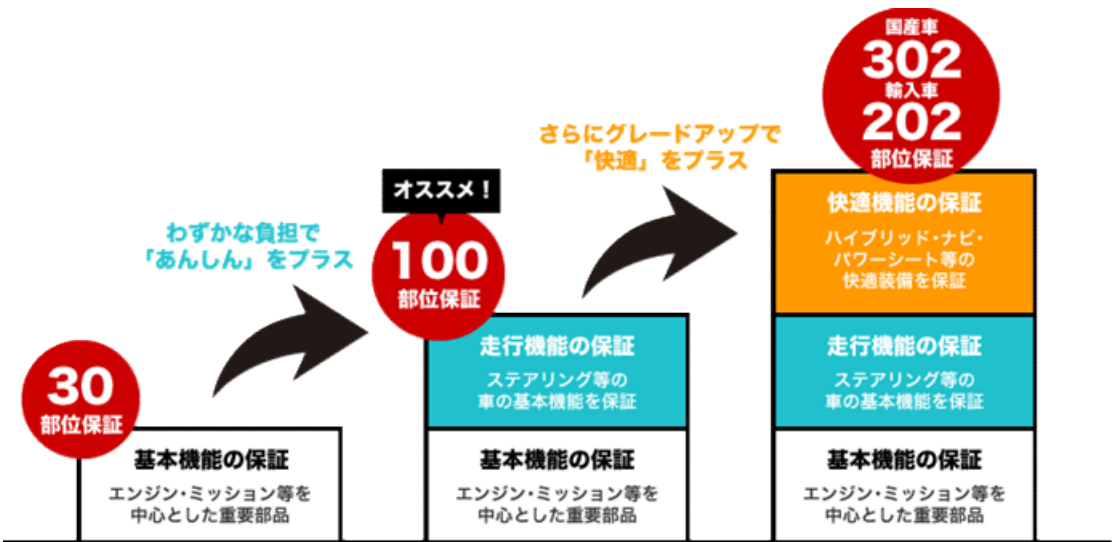 30
部位保証
基本機能の保証
エンジン・ミッション等を
中心とした重要部品
わずかな負担で
「あんしん」をプラス
オススメ！
100
部位保証
走行機能の保証
ステアリング等の
車の基本機能を保証
基本機能の保証
エンジン・ミッション等を
中心とした重要部品
さらにグレードアップで
「快適」をプラス
国産車
302
輸入車
202
部位保証
快適機能の保証
ハイブリッド・ナビ・
パワーシート等の
快適装備を保証
走行機能の保証
ステアリング等の
車の基本機能を保証
基本機能の保証
エンジン・ミッション等を
中心とした重要部品